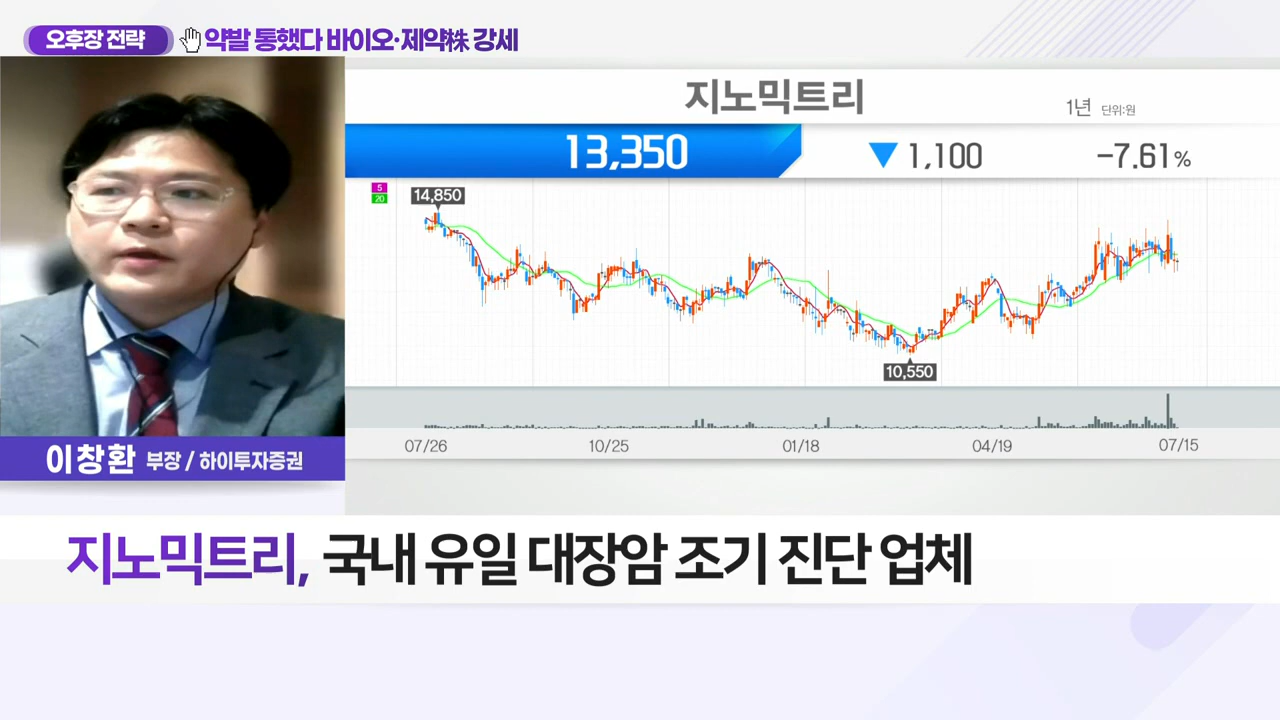 오후장 전략
약발 통했다 바이오·제약株 강세
지노믹트리
1년 단위:원
13,350
▼1,100
-7.61%
5
20
14,850
10,550
07/26 10/25 01/18 04/19 07/15
이창환 부장 / 하이투자증권
지노믹트리, 국내 유일 대장암 조기 진단 업체